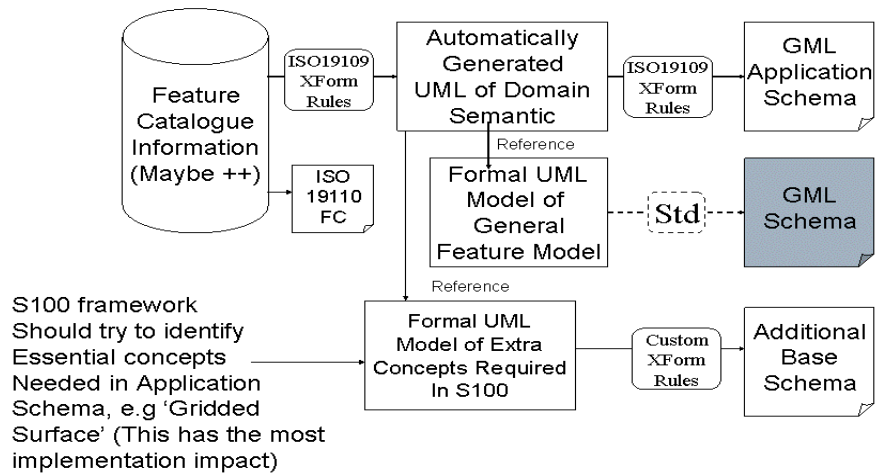 Feature
Catalogue
Information
(Maybe ++)
ISO19109
XForm
Rules
Automatically
Generated
UML of Domain
Semantic
ISO19109
XForm
Rules
GML
Application
Schema
ISO
19110
FC
Reference
Formal UML
Model of
General
Feature Model
Std
GML
Schema
Reference
S100 framework
Should try to identify
Essential concepts
Needed in Application
Schema, e.g ‘Gridded
Surface’ (This has the most
implementation impact)
Formal UML
Model of Extra
Concepts Required
In S100
Custom
XForm
Rules
Additional
Base
Schema